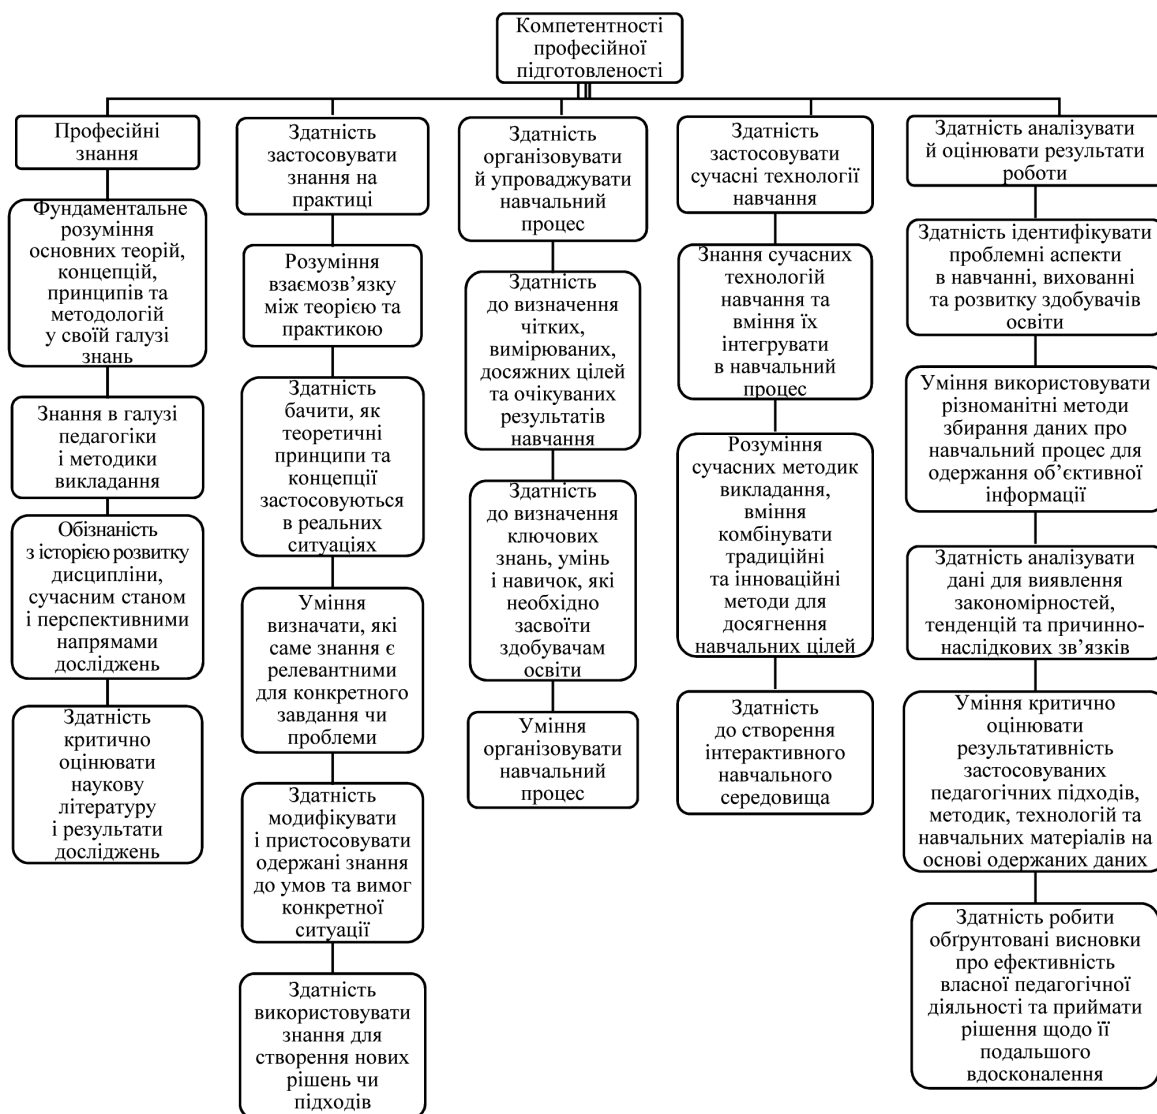 Компетентності
професійної
підготовленості
Професійні
знання
Фундаментальне
розуміння
основних теорій,
концепцій,
принципів та
методологій
у своїй галузі
знань
Знання в галузі
педагогіки
і методики
викладання
Обізнаність
з історією розвитку
дисципліни,
сучасним станом
і перспективними
напрямами
досліджень
Здатність
критично
оцінювати
наукову
літературу
і результати
досліджень
Здатність
застосовувати
знання на
практиці
Розуміння
взаємозв’язку
між теорією та
практикою
Здатність
бачити, як
теоретичні
принципи та
концепції
застосовуються
в реальних
ситуаціях
Уміння
визначати, які
саме знання є
релевантними
для конкретного
завдання чи
проблеми
Здатність
модифікувати
і пристосовувати
одержані знання
до умов та вимог
конкретної
ситуації
Здатність
використовувати
знання для
створення нових
рішень чи
підходів
Здатність
організовувати
й упроваджувати
навчальний
процес
Здатність
до визначення
чітких,
вимірюваних,
досяжних цілей
та очікуваних
результатів
навчання
Здатність
до визначення
ключових
знань, умінь
і навичок, які
необхідно
засвоїти
здобувачам
освіти
Уміння
організовувати
навчальний
процес
Здатність
застосовувати
сучасні технології
навчання
Знання сучасних
технологій
навчання та
вміння їх
інтегрувати
в навчальний
процес
Розуміння
сучасних методик
викладання,
вміння
комбінувати
традиційні
та інноваційні
методи для
досягнення
навчальних цілей
Здатність
до створення
інтерактивного
навчального
середовища
Здатність аналізувати
й оцінювати результати
роботи
Здатність ідентифікувати
проблемні аспекти
в навчанні, вихованні
та розвитку здобувачів
освіти
Уміння використовувати
різноманітні методи
збирання даних про
навчальний процес для
одержання об’єктивної
інформації
Здатність аналізувати
дані для виявлення
закономірностей,
тенденцій та причинно-
наслідкових зв’язків
Уміння критично
оцінювати
результативність
застосовуваних
педагогічних підходів,
методик, технологій та
навчальних матеріалів на
основі одержаних даних
Здатність робити
обґрунтовані висновки
про ефективність
власної педагогічної
діяльності та приймати
рішення щодо її
подальшого
вдосконалення